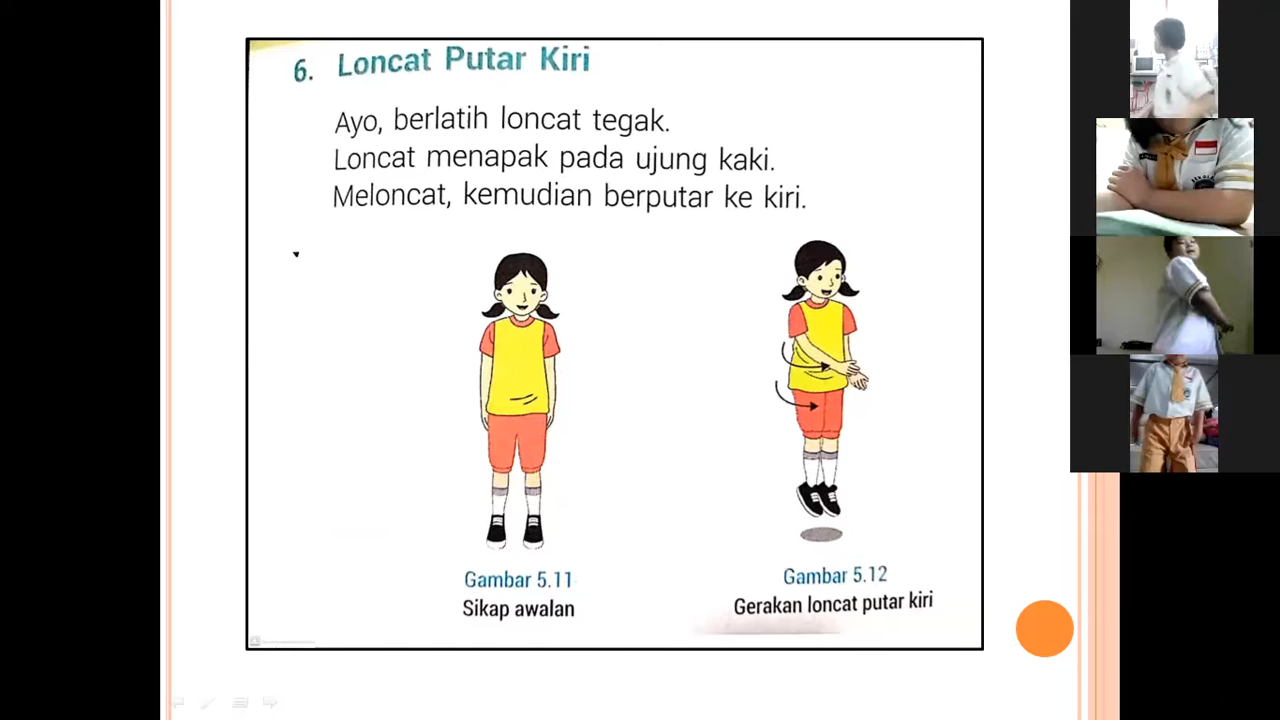 6. Loncat Putar Kiri
Ayo, berlatih loncat tegak.
Loncat menapak pada ujung kaki.
Meloncat, kemudian berputar ke kiri.
Gambar 5.11
Sikap awalan
Gambar 5.12
Gerakan loncat putar kiri